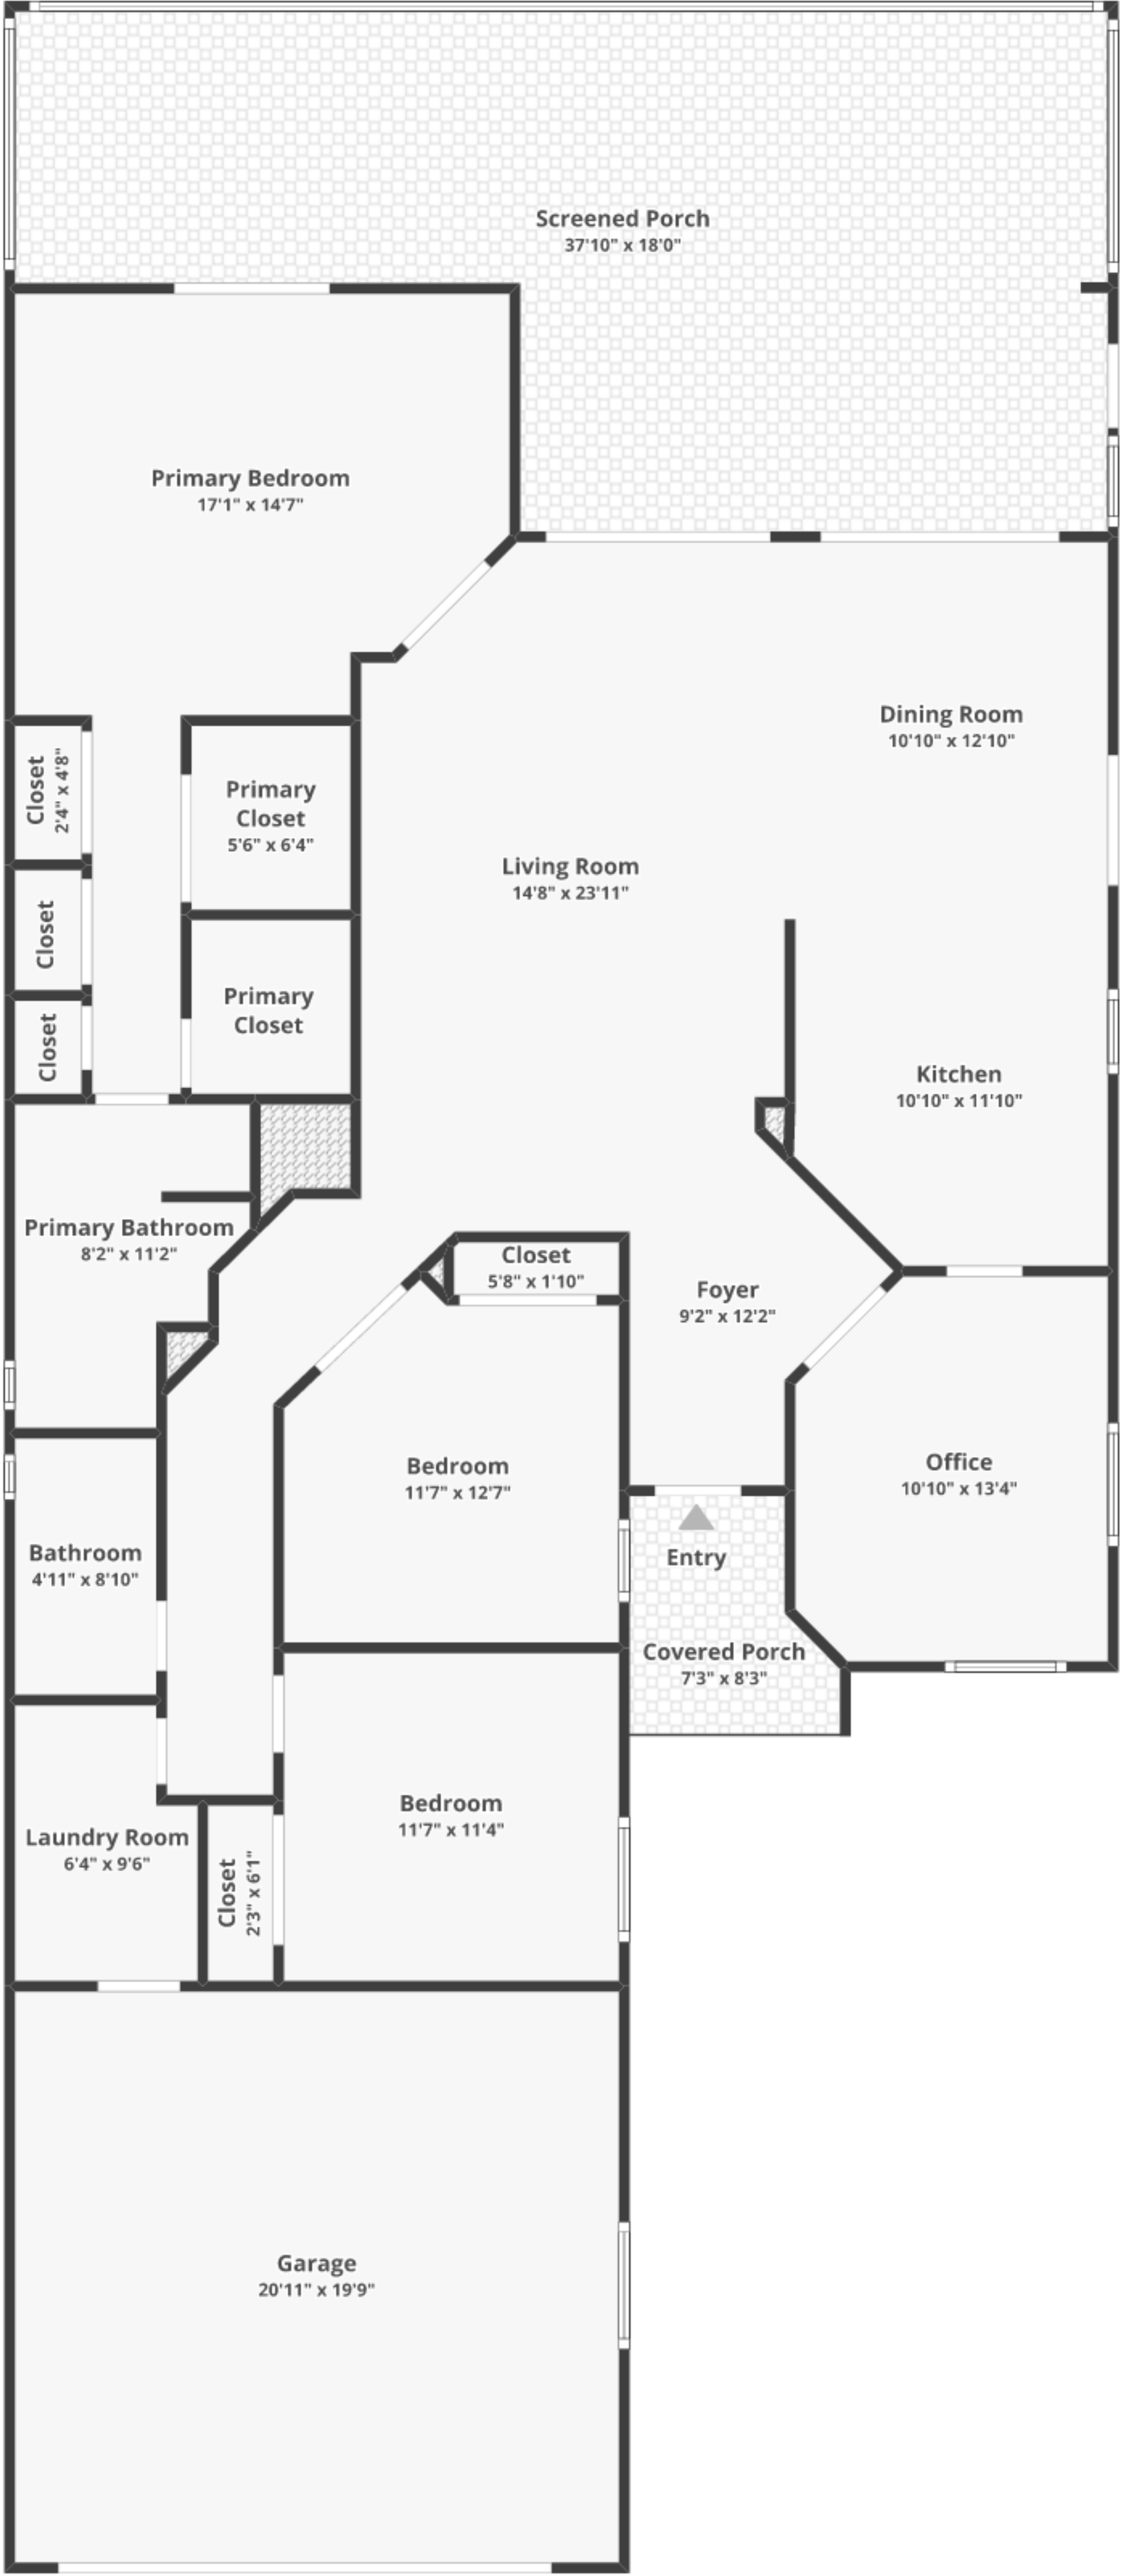 Screened Porch
37'10" x 18'0"
Primary Bedroom
17'1" x 14'7"
Dining Room
10'10" x 12'10"
Closet
2'4" x 4'8"
Primary
Closet
5'6" x 6'4"
Living Room
14'8" x 23'11"
Closet
Primary
Closet
Closet
Kitchen
10'10" x 11'10"
Primary Bathroom
8'2" x 11'2"
Closet
5'8" x 1'10"
Foyer
9'2" x 12'2"
Bedroom
11'7" x 12'7"
Office
10'10" x 13'4"
Bathroom
4'11" x 8'10"
Entry
Covered Porch
7'3" x 8'3"
Bedroom
11'7" x 11'4"
Laundry Room
6'4" x 9'6"
Closet
2'3" x 6'1"
Garage
20'11" x 19'9"